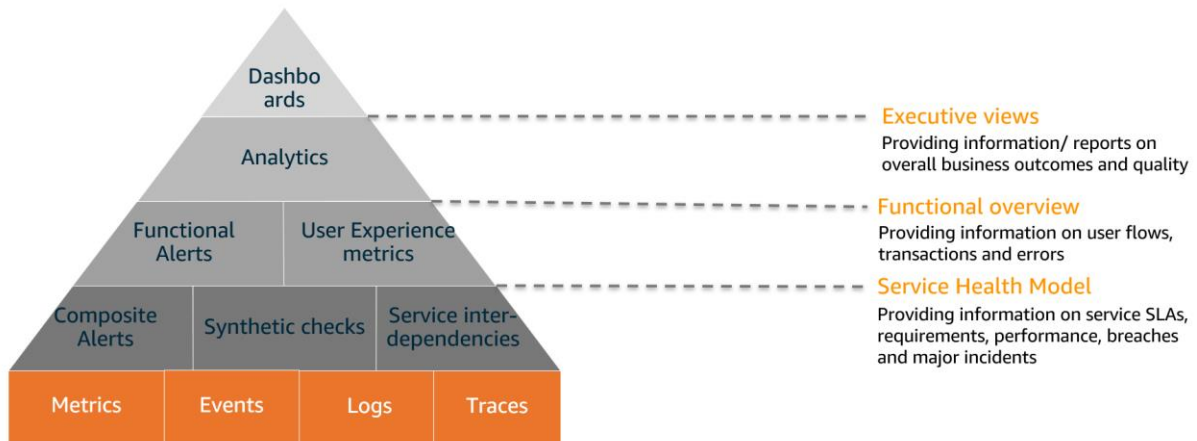 Dashbo
ards
Analytics
Functional
Alerts
User Experience
metrics
Composite
Alerts
Synthetic checks
Service inter-
dependencies
Metrics
Events
Logs
Traces
Executive views
Providing information/ reports on
overall business outcomes and quality
Functional overview
Providing information on user flows,
transactions and errors
Service Health Model
Providing information on service SLAs,
requirements, performance, breaches
and major incidents